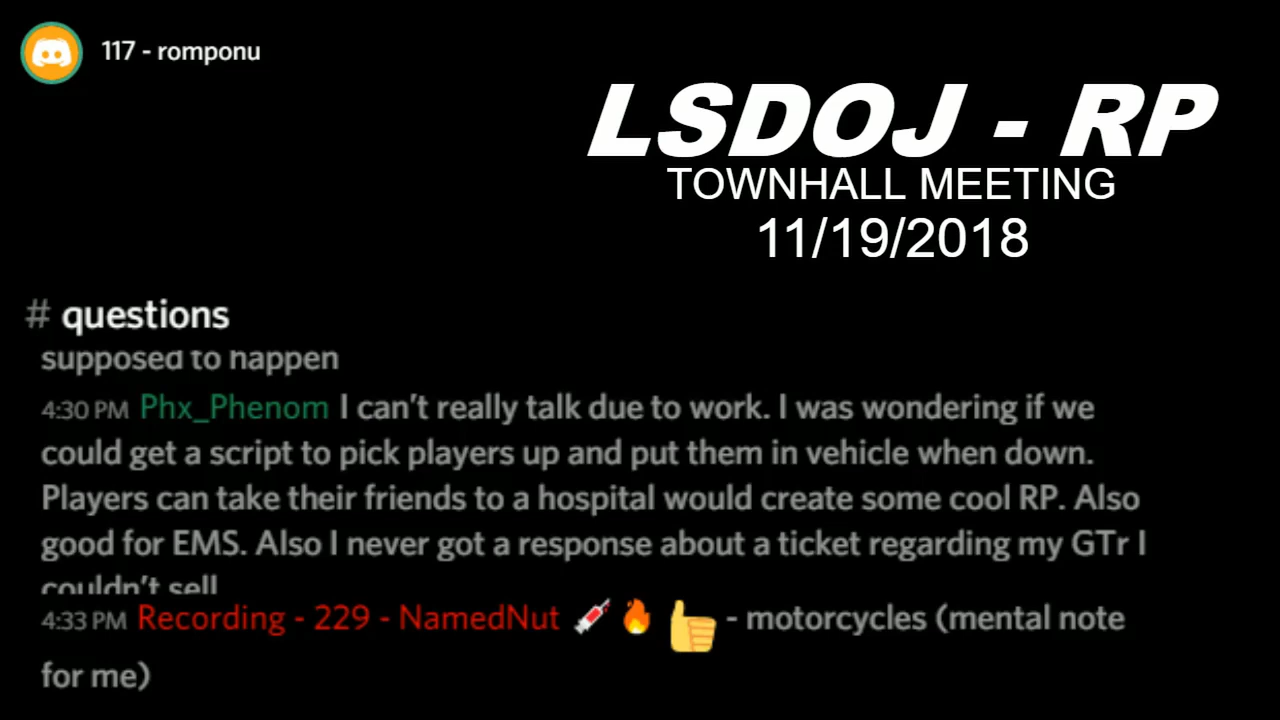 117 - romponu
LSDOJ - RP
TOWNHALL MEETING
11/19/2018
# questions
supposed to happen
4:30 PM Phx_Phenom I can't really talk due to work. I was wondering if we
could get a script to pick players up and put them in vehicle when down.
Players can take their friends to a hospital would create some cool RP. Also
good for EMS. Also I never got a response about a ticket regarding my GTr I
couldn't sell
4:33 PM Recording - 229 - NamedNut 💉🔥👍 - motorcycles (mental note
for me)